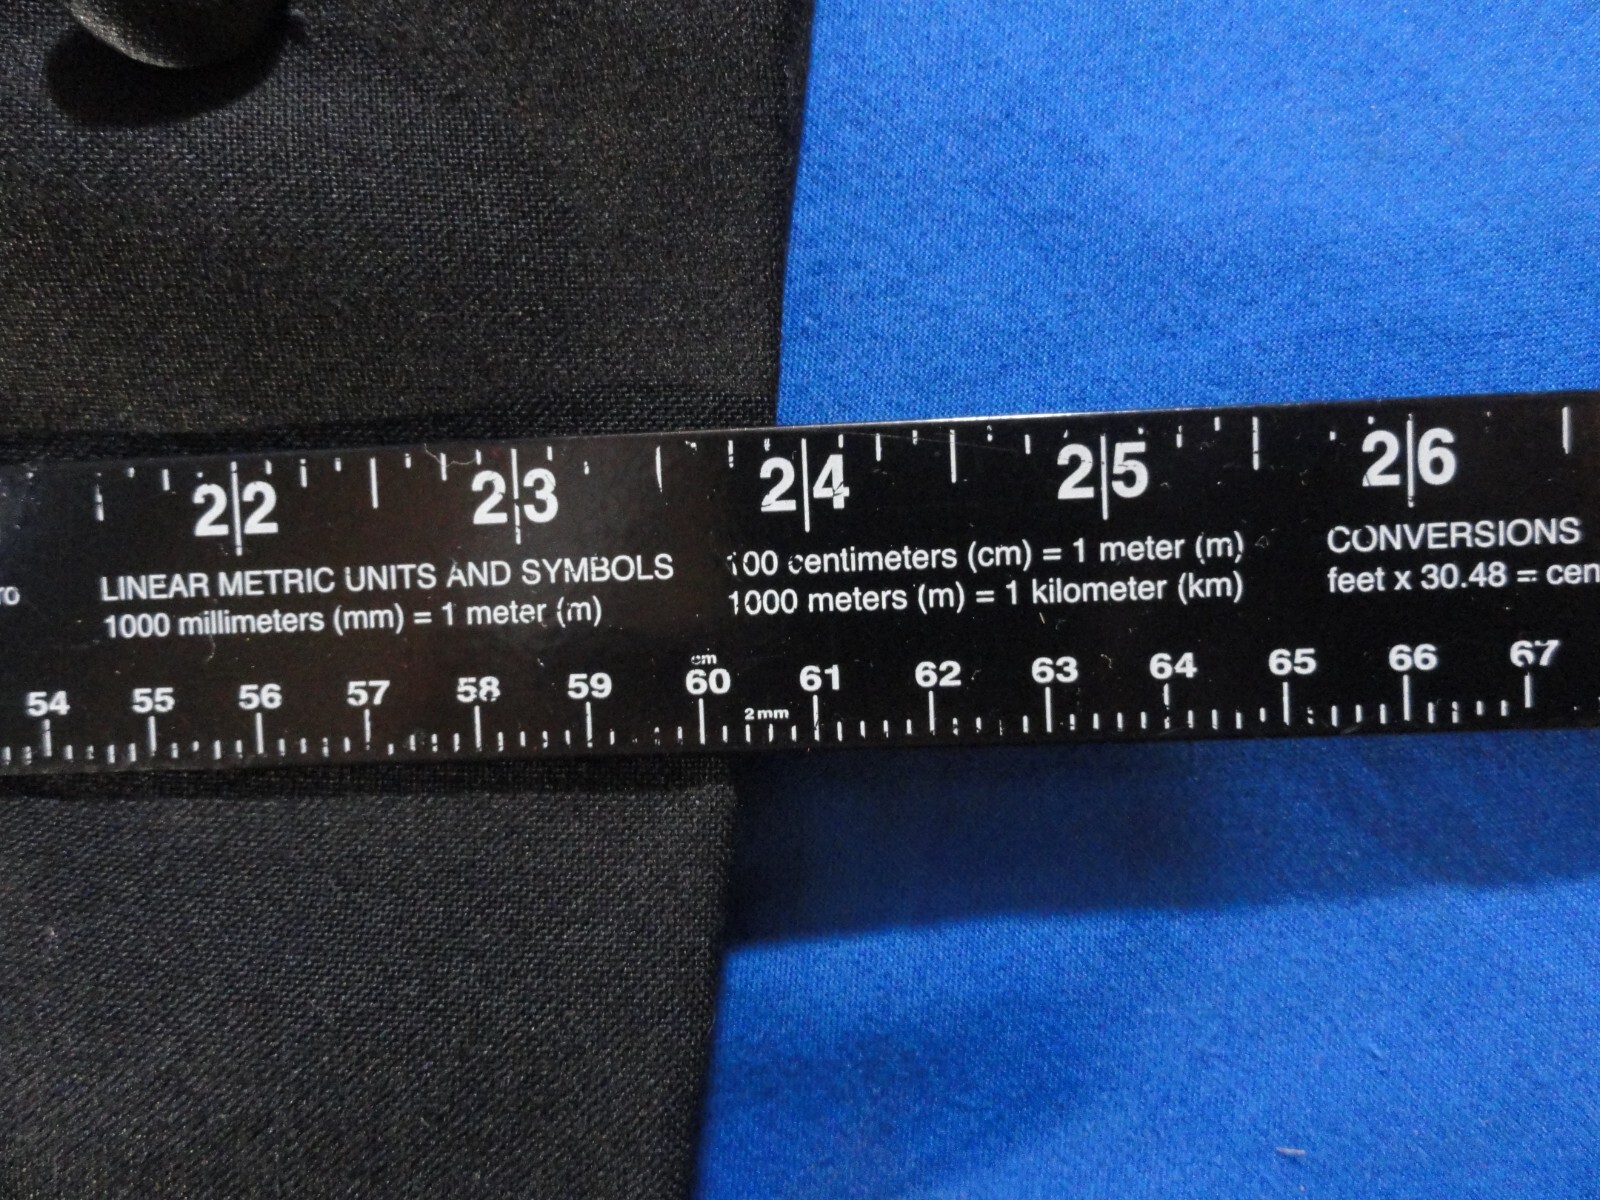 22 23 24 25 26
LINEAR METRIC UNITS AND SYMBOLS
1000 millimeters (mm) = 1 meter (m)
100 centimeters (cm) = 1 meter (m)
1000 meters (m) = 1 kilometer (km)
CONVERSIONS
feet x 30.48 = cen
cm
54 55 56 57 58 59 60 61 62 63 64 65 66 67
2mm